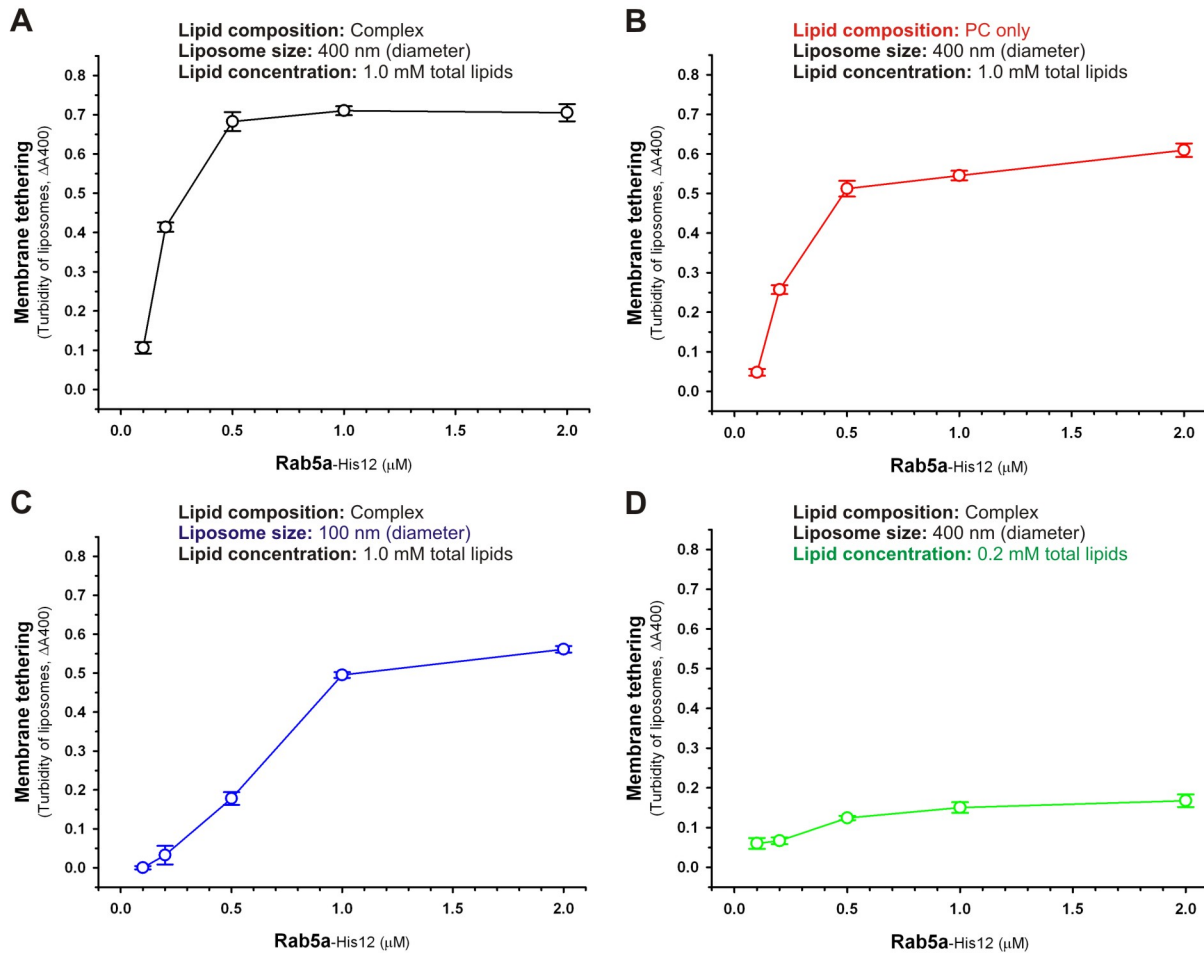 A
Lipid composition: Complex
Liposome size: 400 nm (diameter)
Lipid concentration: 1.0 mM total lipids
Membrane tethering
(Turbidity of liposomes, ΔA400)
0.8
0.7
0.6
0.5
0.4
0.3
0.2
0.1
0.0
0.0 0.5 1.0 1.5 2.0
Rab5a-His12 (μM)
B
Lipid composition: PC only
Liposome size: 400 nm (diameter)
Lipid concentration: 1.0 mM total lipids
Membrane tethering
(Turbidity of liposomes, ΔA400)
0.8
0.7
0.6
0.5
0.4
0.3
0.2
0.1
0.0
0.0 0.5 1.0 1.5 2.0
Rab5a-His12 (μM)
C
Lipid composition: Complex
Liposome size: 100 nm (diameter)
Lipid concentration: 1.0 mM total lipids
Membrane tethering
(Turbidity of liposomes, ΔA400)
0.8
0.7
0.6
0.5
0.4
0.3
0.2
0.1
0.0
0.0 0.5 1.0 1.5 2.0
Rab5a-His12 (μM)
D
Lipid composition: Complex
Liposome size: 400 nm (diameter)
Lipid concentration: 0.2 mM total lipids
Membrane tethering
(Turbidity of liposomes, ΔA400)
0.8
0.7
0.6
0.5
0.4
0.3
0.2
0.1
0.0
0.0 0.5 1.0 1.5 2.0
Rab5a-His12 (μM)